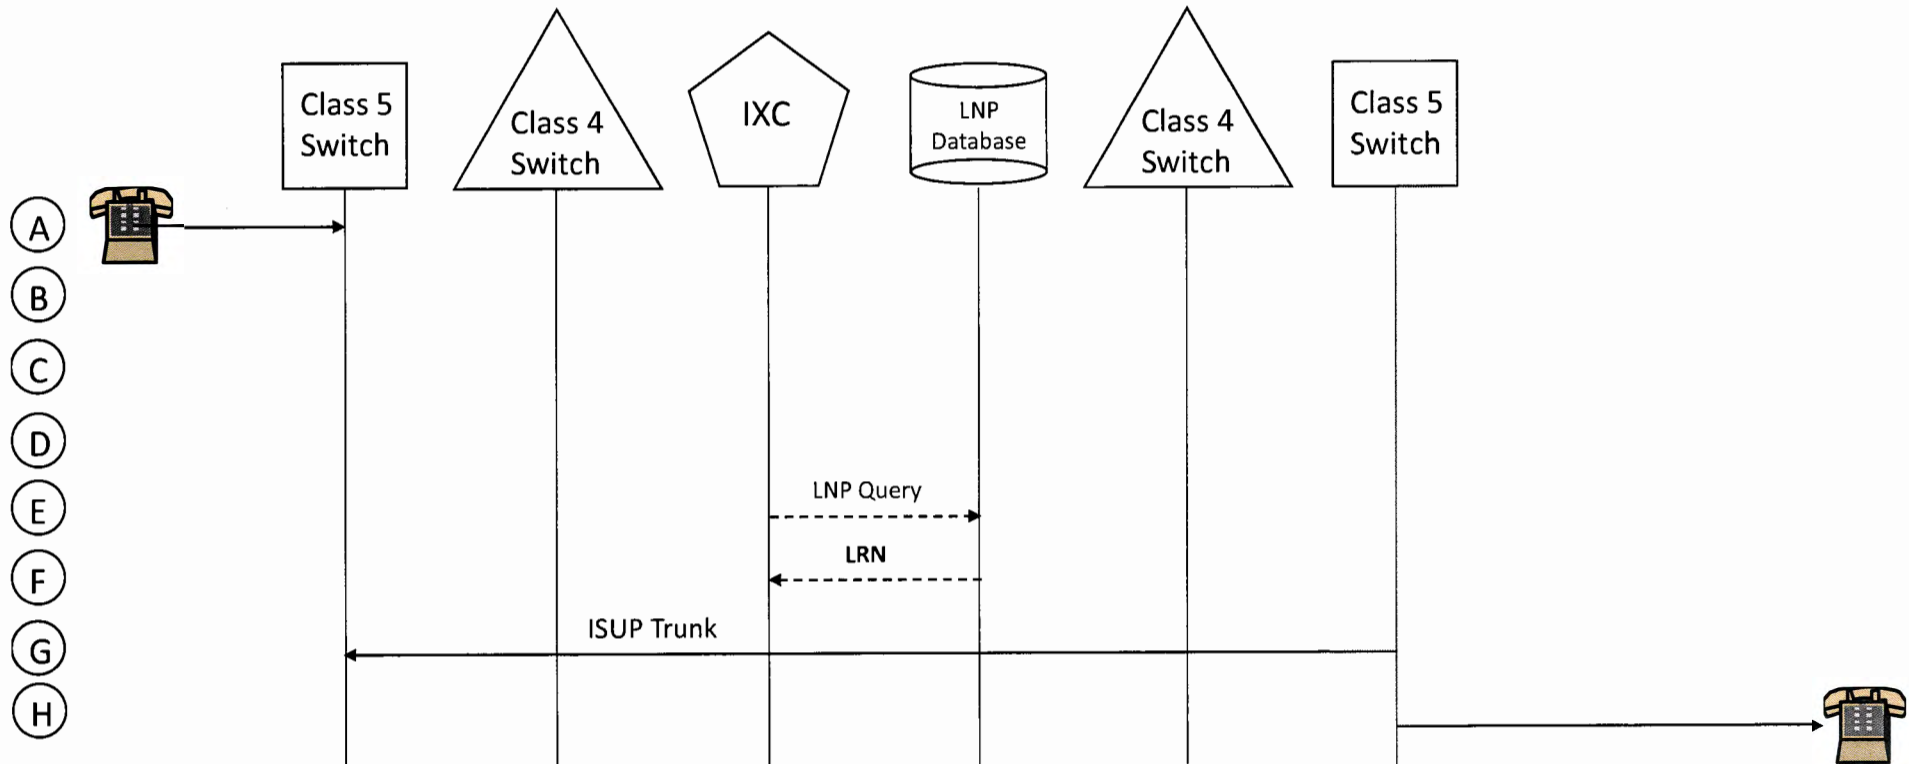 Class 5
Switch
Class 4
Switch
IXC
LNP
Database
Class 4
Switch
Class 5
Switch
A
B
C
D
E
LNP Query
F
LRN
G
ISUP Trunk
H